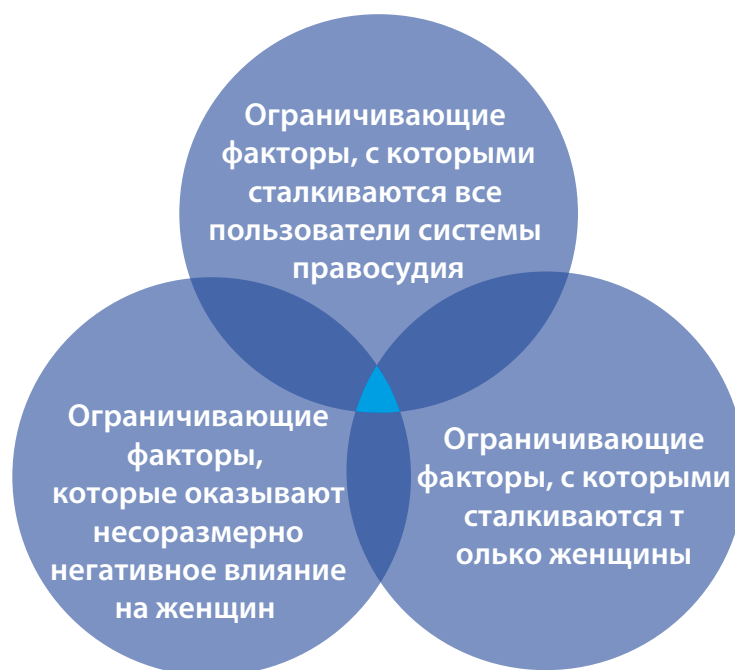 Ограничивающие
факторы, с которыми
сталкиваются все
пользователи системы
правосудия
Ограничивающие
факторы,
которые оказывают
несоразмерно
негативное влияние
на женщин
Ограничивающие
факторы, с которыми
сталкиваются т
олько женщины